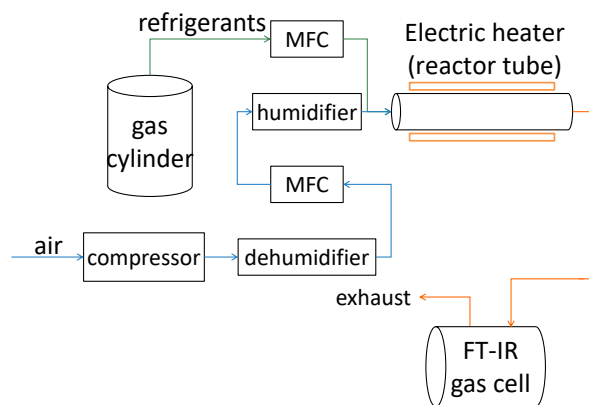 refrigerants
MFC
Electric heater
(reactor tube)
gas
cylinder
humidifier
MFC
air
compressor
dehumidifier
exhaust
FT-IR
gas cell